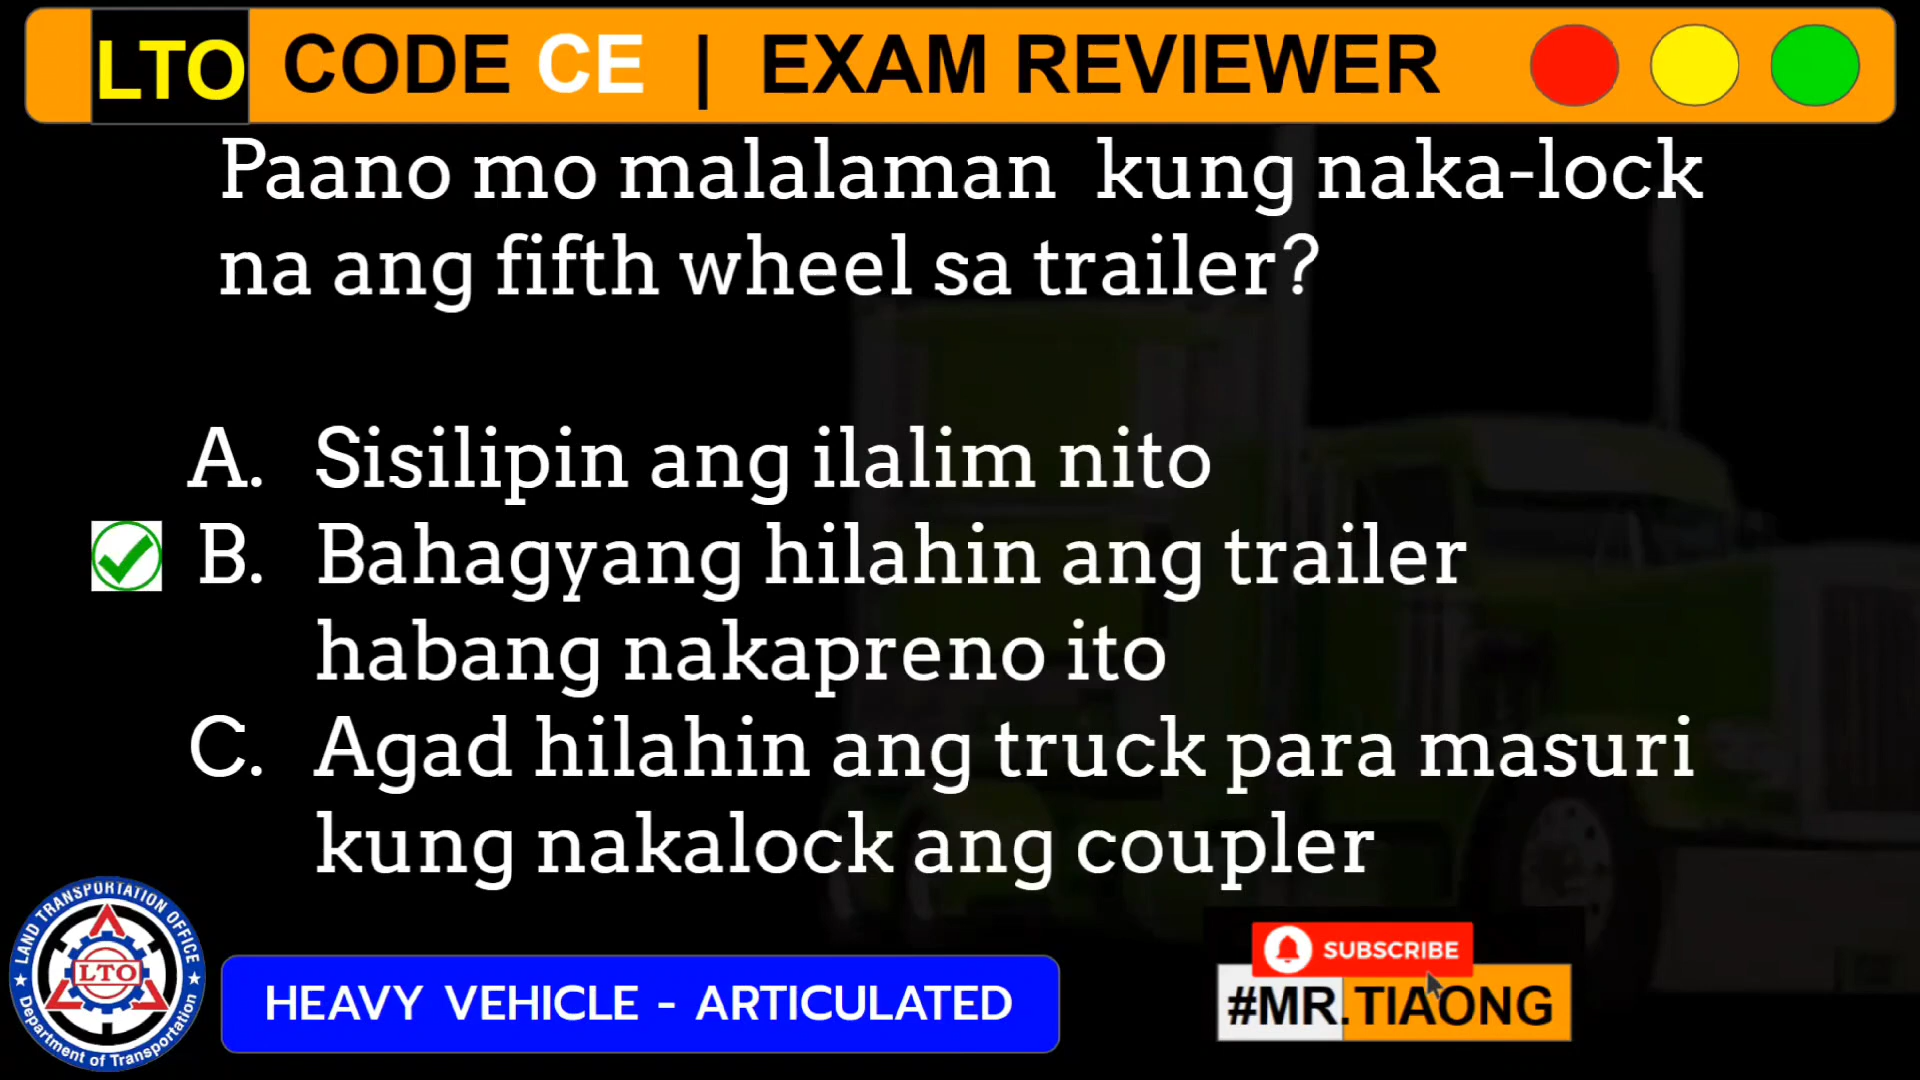 LTO CODE CE | EXAM REVIEWER
Paano mo malalaman kung naka-lock
na ang fifth wheel sa trailer?
A. Sisilipin ang ilalim nito
B. Bahagyang hilahin ang trailer
habang nakapreno ito
C. Agad hilahin ang truck para masuri
kung nakalock ang coupler
LAND TRANSPORTATION OFFICE
LTO
Department of Transportation
HEAVY VEHICLE - ARTICULATED
SUBSCRIBE
#MR.TIAONG